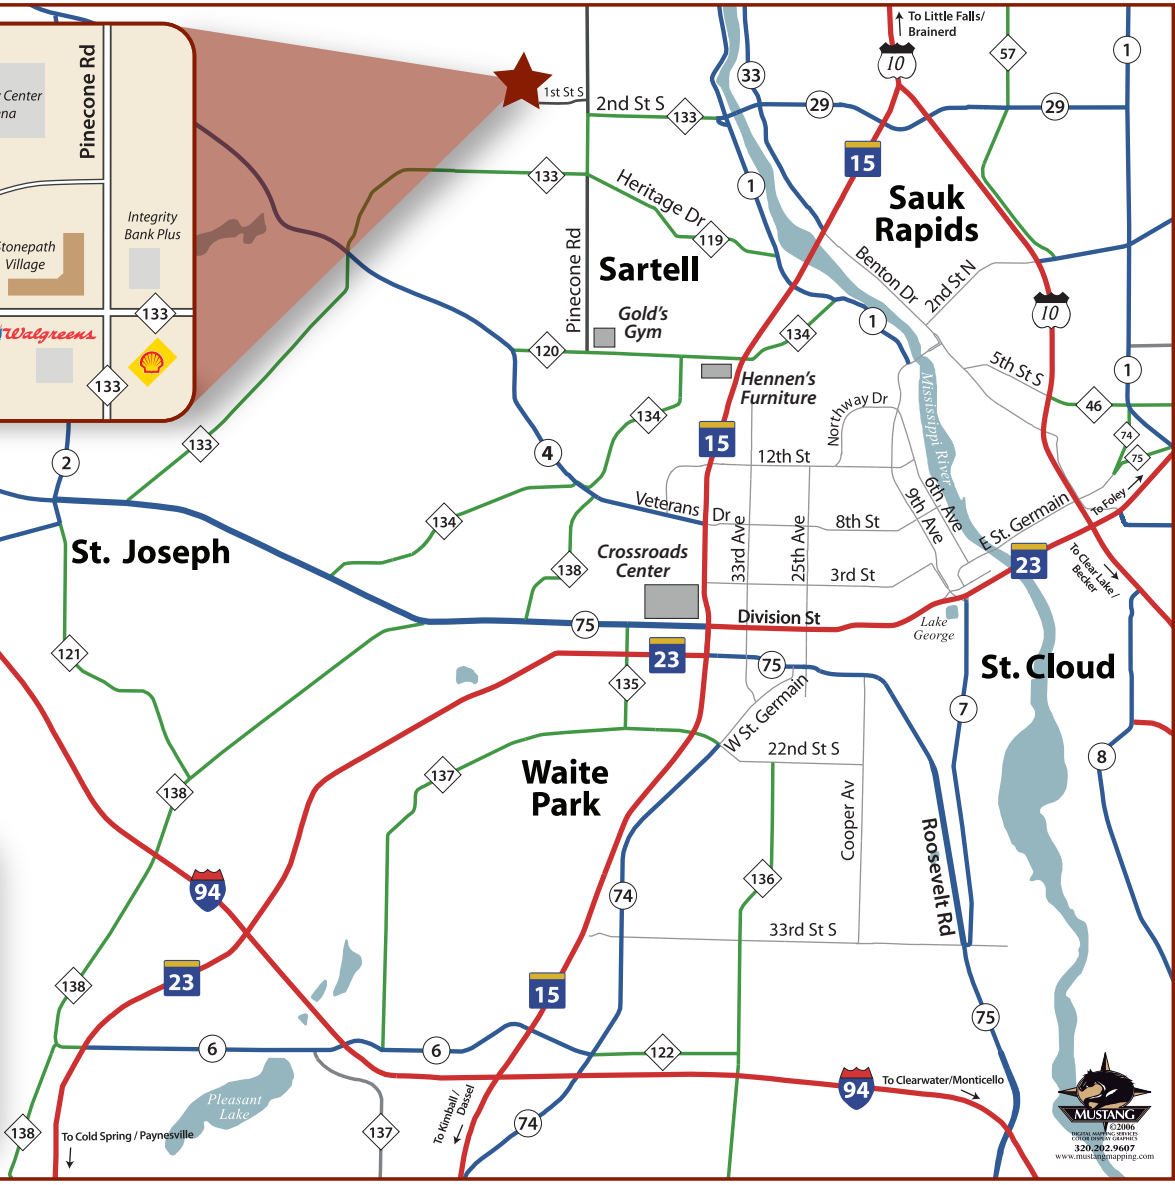 To Little Falls/
Brainerd
10
57
1
33
29
29
1st St S
2nd St S
133
15
Pinecone Rd
Center
Integrity
Bank Plus
Stonepath
Village
133
Walgreens
133
133
Heritage Dr
119
1
Sauk
Rapids
Sartell
Pinecone Rd
Gold's
Gym
Benton Dr
2nd St N
10
134
1
120
Hennen's
Furniture
5th St S
1
46
74
75
Mississippi River
Northway Dr
134
15
133
2
4
12th St
Veterans Dr
8th St
33rd Ave
25th Ave
9th Ave
6th Ave
E St. Germain
To Foley
134
St. Joseph
Crossroads
Center
138
3rd St
23
To Clear Lake /
Becker
75
Division St
Lake
George
121
23
75
St. Cloud
135
7
W St. Germain
22nd St S
8
137
Waite
Park
138
Cooper Av
Roosevelt Rd
94
74
136
33rd St S
23
138
15
75
6
6
122
94
To Clearwater/Monticello
Pleasant
Lake
To Kimball /
Dassel
74
138
To Cold Spring / Paynesville
137
MUSTANG
©2006
DIGITAL MAPPING SERVICES
COLOR DISPLAY GRAPHICS
320.202.9607
www.mustangmapping.com